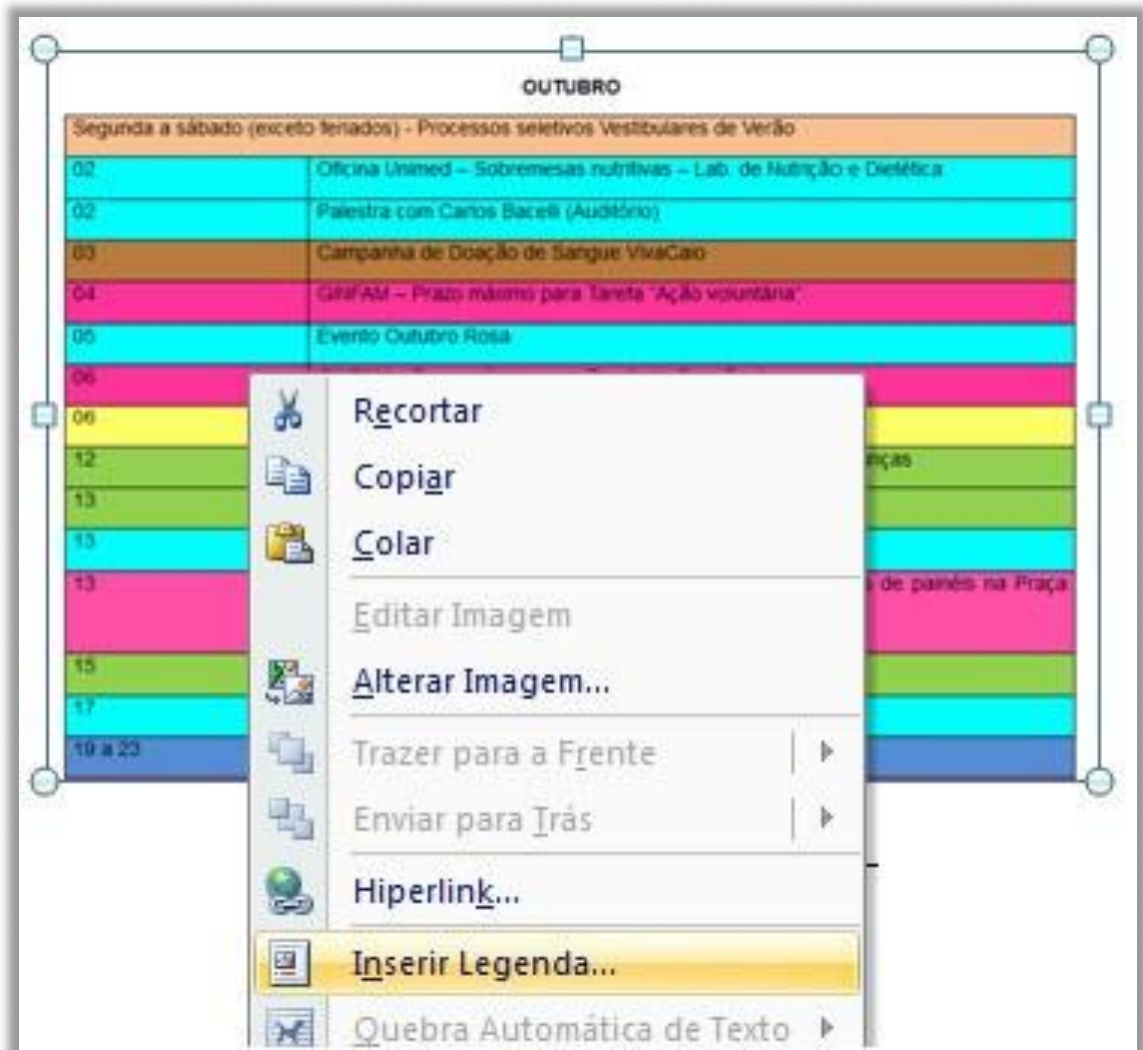 OUTUBRO
Segunda a sábado (exceto feriados) - Processos seletivos Vestibulares de Verão
02 Oficina Unimed – Sobremesas nutritivas – Lab. de Nutrição e Dietética
02 Palestra com Carlos Bacelli (Auditório)
03 Campanha de Doação de Sangue VivaCaio
04 – Prazo máximo para Tarefa "Ação voluntária"
05 Evento Outubro Rosa
06
06
12
13
13
13 de painéis na Praça
15
17
19 a 23
Recortar
Copiar
Colar
Editar Imagem
Alterar Imagem...
Trazer para a Frente
Enviar para Trás
Hiperlink...
Inserir Legenda...
Quebra Automática de Texto